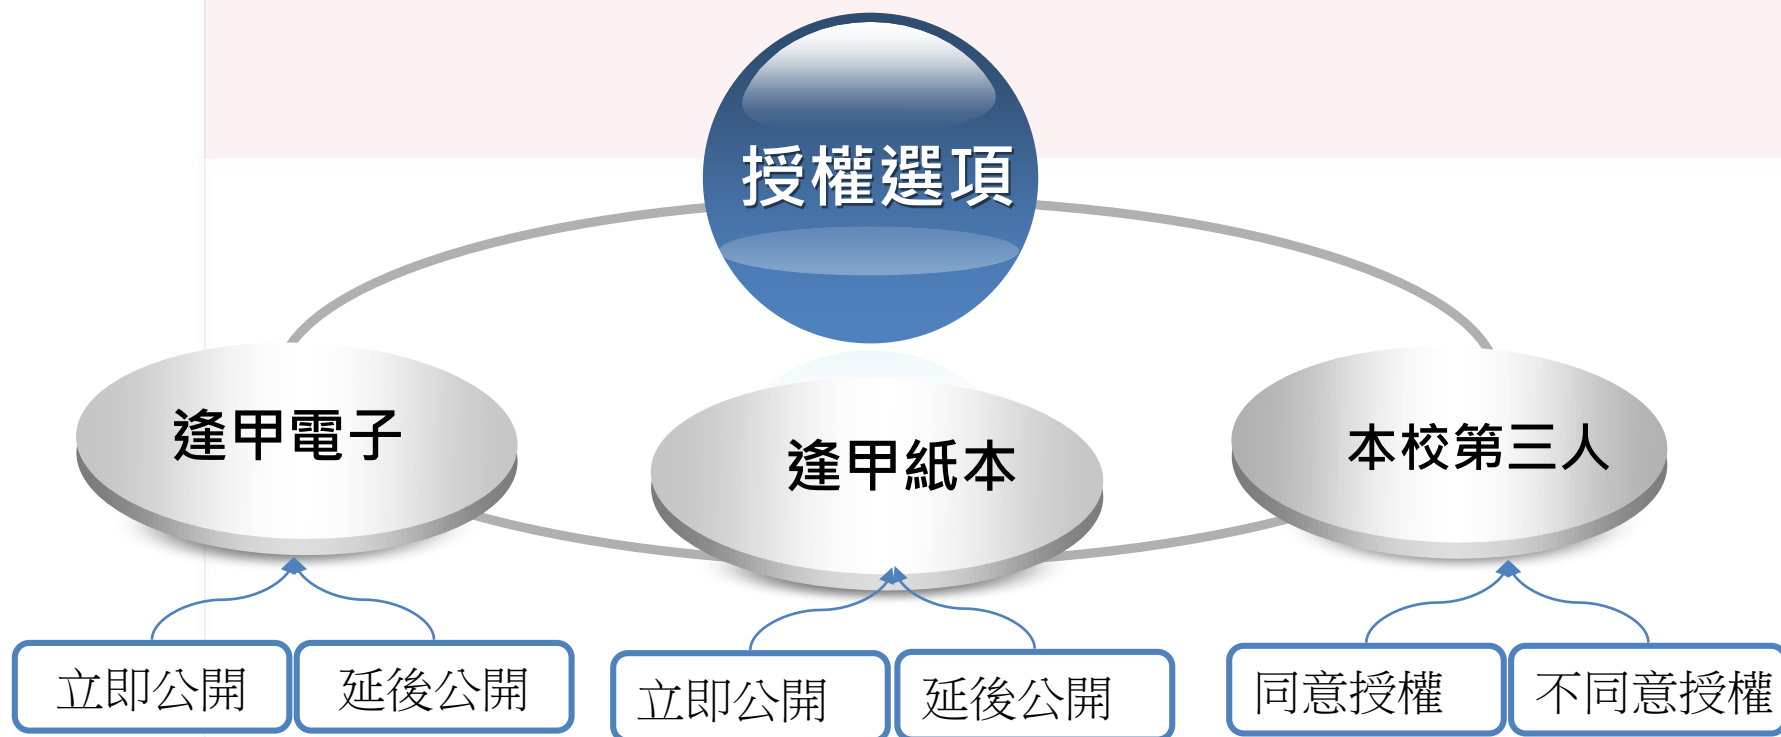 授權選項
逢甲電子
逢甲紙本
本校第三人
立即公開
延後公開
立即公開
延後公開
同意授權
不同意授權